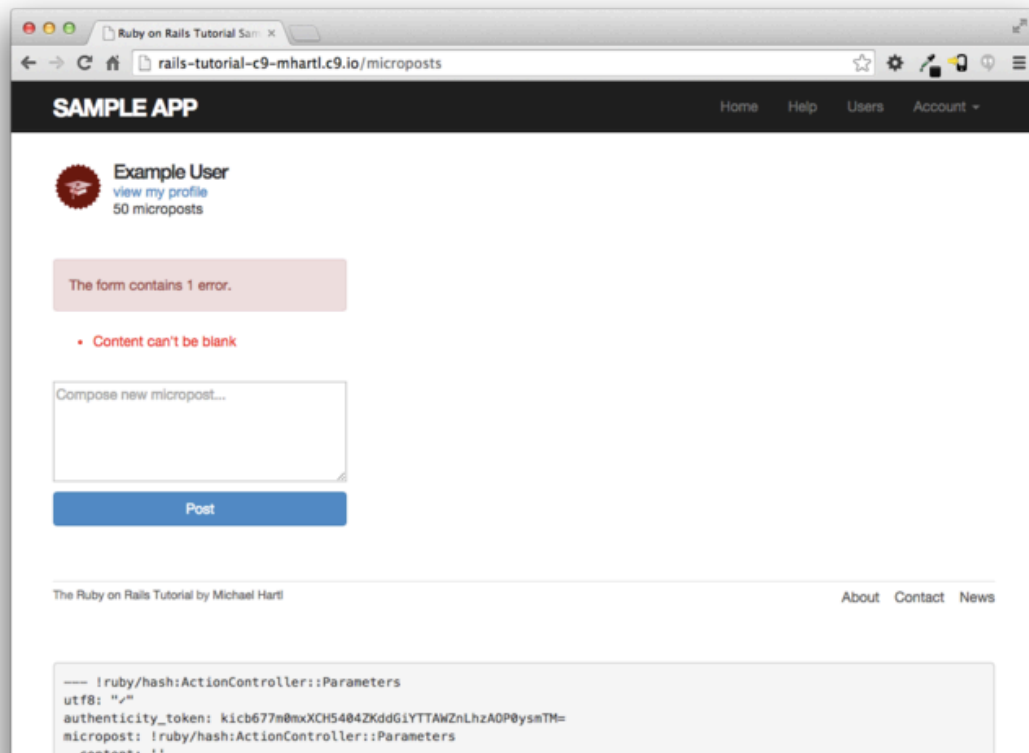 Ruby on Rails Tutorial Sam
rails-tutorial-c9-mhartl.c9.io/microposts
SAMPLE APP
Home Help Users Account
Example User
view my profile
50 microposts
The form contains 1 error.
• Content can't be blank
Compose new micropost...
Post
The Ruby on Rails Tutorial by Michael Hartl
About Contact News
--- !ruby/hash:ActionController::Parameters
utf8: "✓"
authenticity_token: kicb677m0mxXCH5404ZKddGiYTTAWZnLhzAOP0ysmTM=
micropost: !ruby/hash:ActionController::Parameters
content: ''